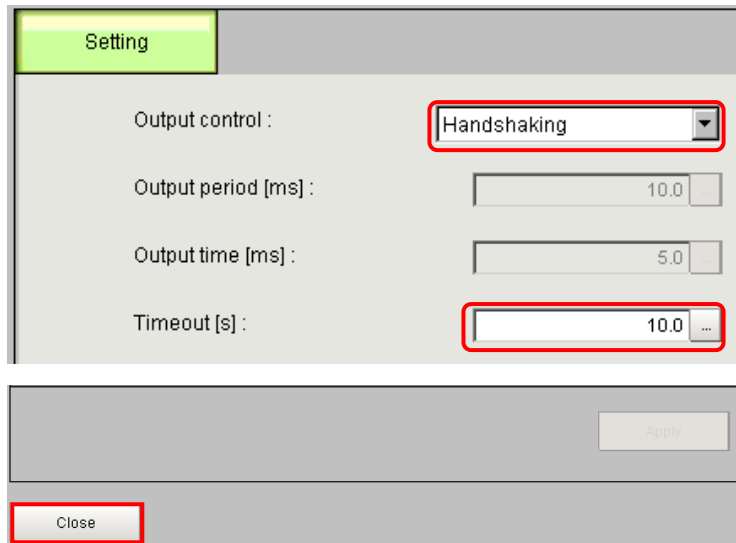 Setting
Output control : Handshaking
Output period [ms] : 10.0 ...
Output time [ms] : 5.0 ...
Timeout [s] : 10.0 ...
Apply
Close